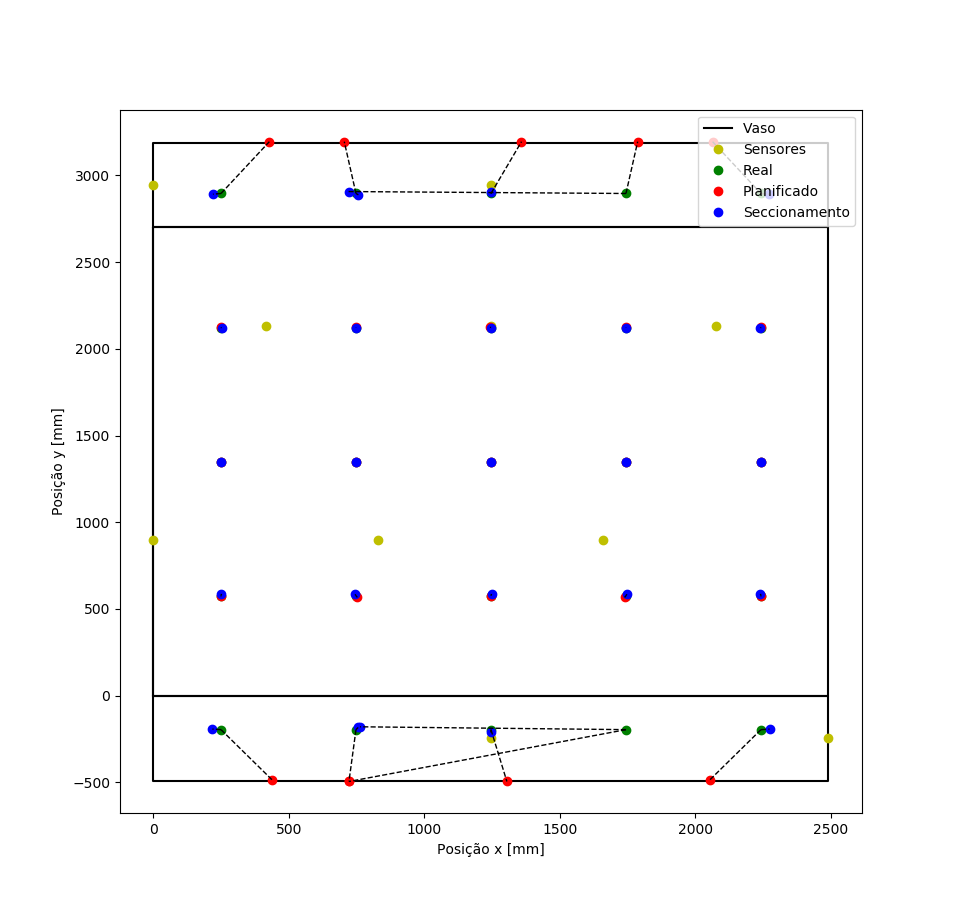 Vaso
Sensores
Real
Planificado
Seccionamento
3000
2500
2000
1500
1000
500
0
−500
Posição y [mm]
0 500 1000 1500 2000 2500
Posição x [mm]